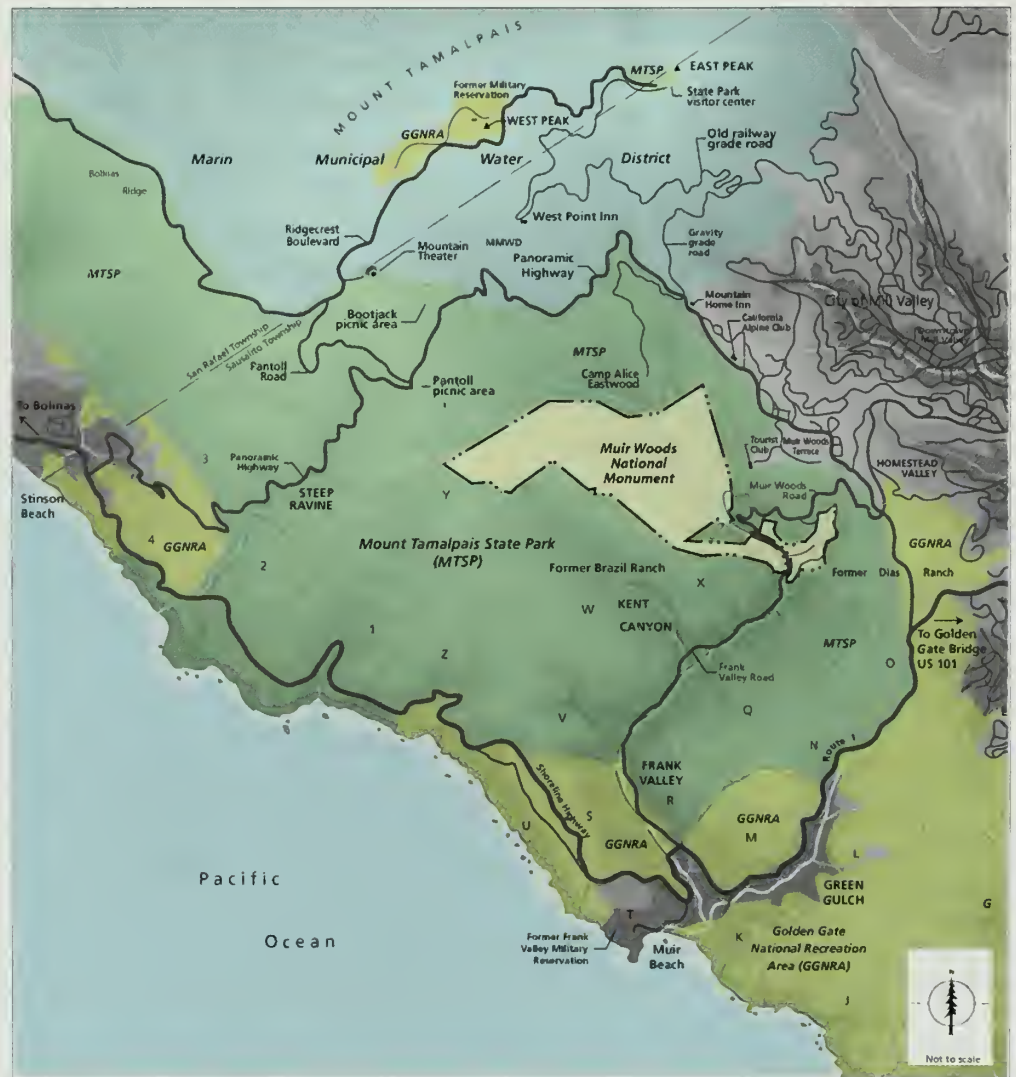 MOUNT TAMALPAIS
MTSP
EAST PEAK
State Park
visitor center
Former Military
Reservation
GGNRA
WEST PEAK
Marin
Municipal
Water
District
Old railway
grade road
Bolinas
Ridge
West Point Inn
Ridgecrest
Boulevard
Mountain
Theater
MMWD
Panoramic
Highway
Gravity
grade
road
MTSP
Mountain
Home Inn
City of Mill Valley
California
Alpine Club
Downtown
Mill Valley
Bootjack
picnic area
San Rafael Township
Sausalito Township
Pantoll
Road
MTSP
Camp Alice
Eastwood
Pantoll
picnic area
To Bolinas
Muir Woods
National
Monument
Tourist
Club
Muir Woods
Terrace
HOMESTEAD
VALLEY
3
Panoramic
Highway
STEEP
RAVINE
Y
Muir Woods
Road
Stinson
Beach
4
GGNRA
Mount Tamalpais State Park
(MTSP)
GGNRA
2
Former Brazil Ranch
Former Dias Ranch
X
W
KENT
CANYON
1
Z
MTSP
To Golden
Gate Bridge
US 101
O
Frank
Valley Road
Q
V
N
Route 1
FRANK
VALLEY
R
Shoreline Highway
S
U
GGNRA
GGNRA
M
L
GREEN
GULCH
G
Pacific
Ocean
T
Former Frank
Valley Military
Reservation
Muir
Beach
K
Golden Gate
National Recreation
Area (GGNRA)
J
N
Not to scale